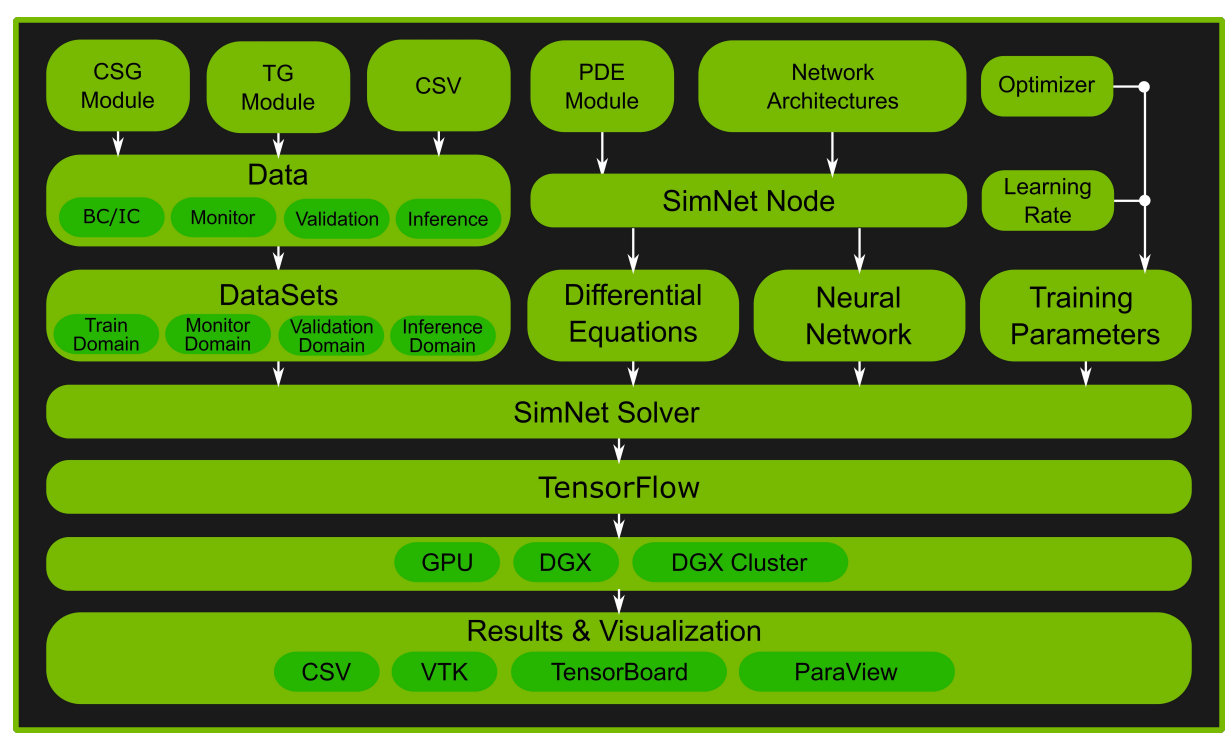 CSG
Module
TG
Module
CSV
PDE
Module
Network
Architectures
Optimizer
Data
BC/IC
Monitor
Validation
Inference
SimNet Node
Learning
Rate
DataSets
Train
Domain
Monitor
Domain
Validation
Domain
Inference
Domain
Differential
Equations
Neural
Network
Training
Parameters
SimNet Solver
TensorFlow
GPU
DGX
DGX Cluster
Results & Visualization
CSV
VTK
TensorBoard
ParaView